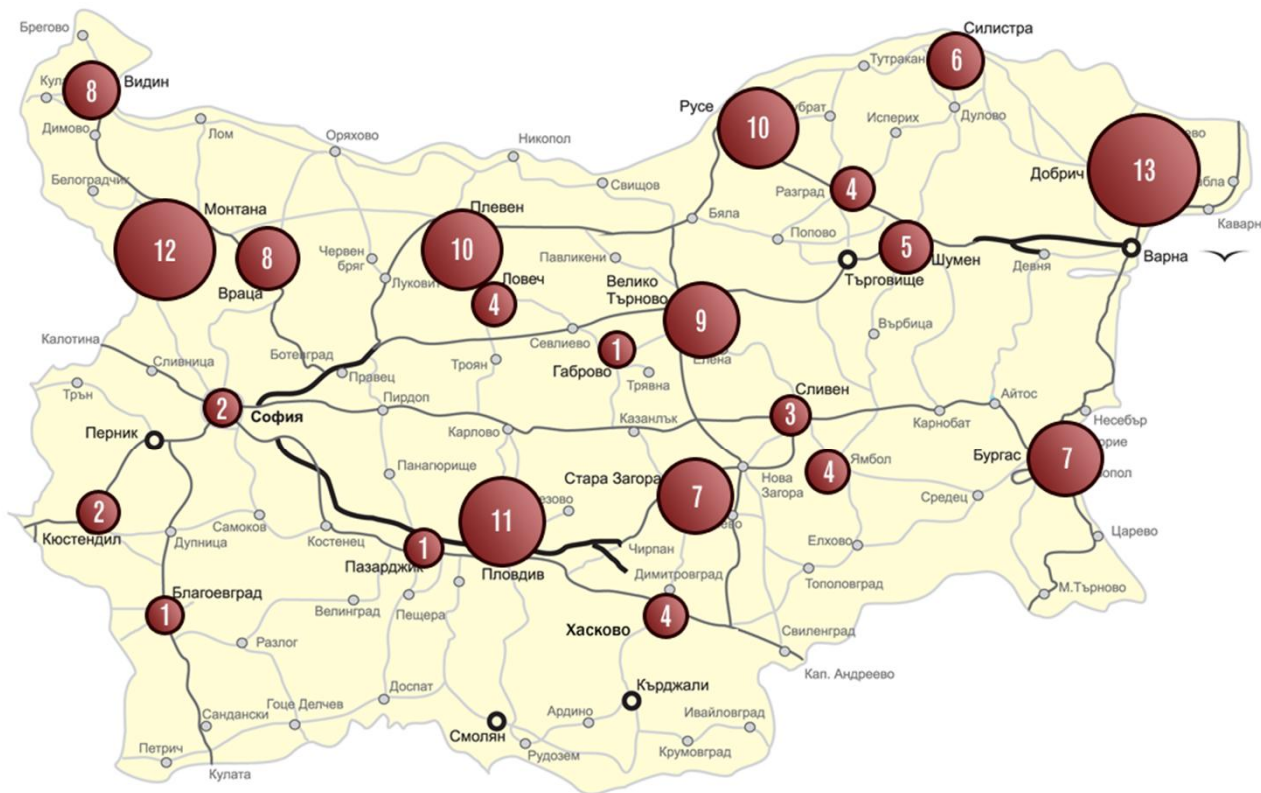 Брегово
Силистра
Кула
8
Видин
Тутракан
6
Димово
Лом
Оряхово
Никопол
Русе
10
Исперих
Дулово
Добрич
13
Белоградчик
Свищов
Разград
4
Каварн
Монтана
12
Плевен
10
Бяла
Попово
5
Шумен
Девня
Варна
8
Враца
Червен
бряг
Луковит
Ловеч
4
Павликени
Велико
Търново
9
Търговище
Върбица
Калотина
Сливница
Ботевград
Правец
Троян
Севлиево
1
Габрово
Трявна
Елена
Трън
2
София
Пирдоп
Карлово
Казанлък
Сливен
3
Карнобат
Айтос
Несебър
Перник
Панагюрище
Стара Загора
7
Нова
Загора
4
Ямбол
Средец
Бургас
7
2
Кюстендил
Самоков
Дупница
Костенец
Пазарджик
1
11
Пловдив
Чирпан
Димитровград
Елхово
Тополовград
Царево
М.Търново
Благоевград
1
Велинград
Пещера
Хасково
4
Свиленград
Кап. Андреево
Разлог
Гоце Делчев
Доспат
Сандански
Петрич
Кулата
Смолян
Рудозем
Ардино
Кърджали
Крумовград
Ивайловград